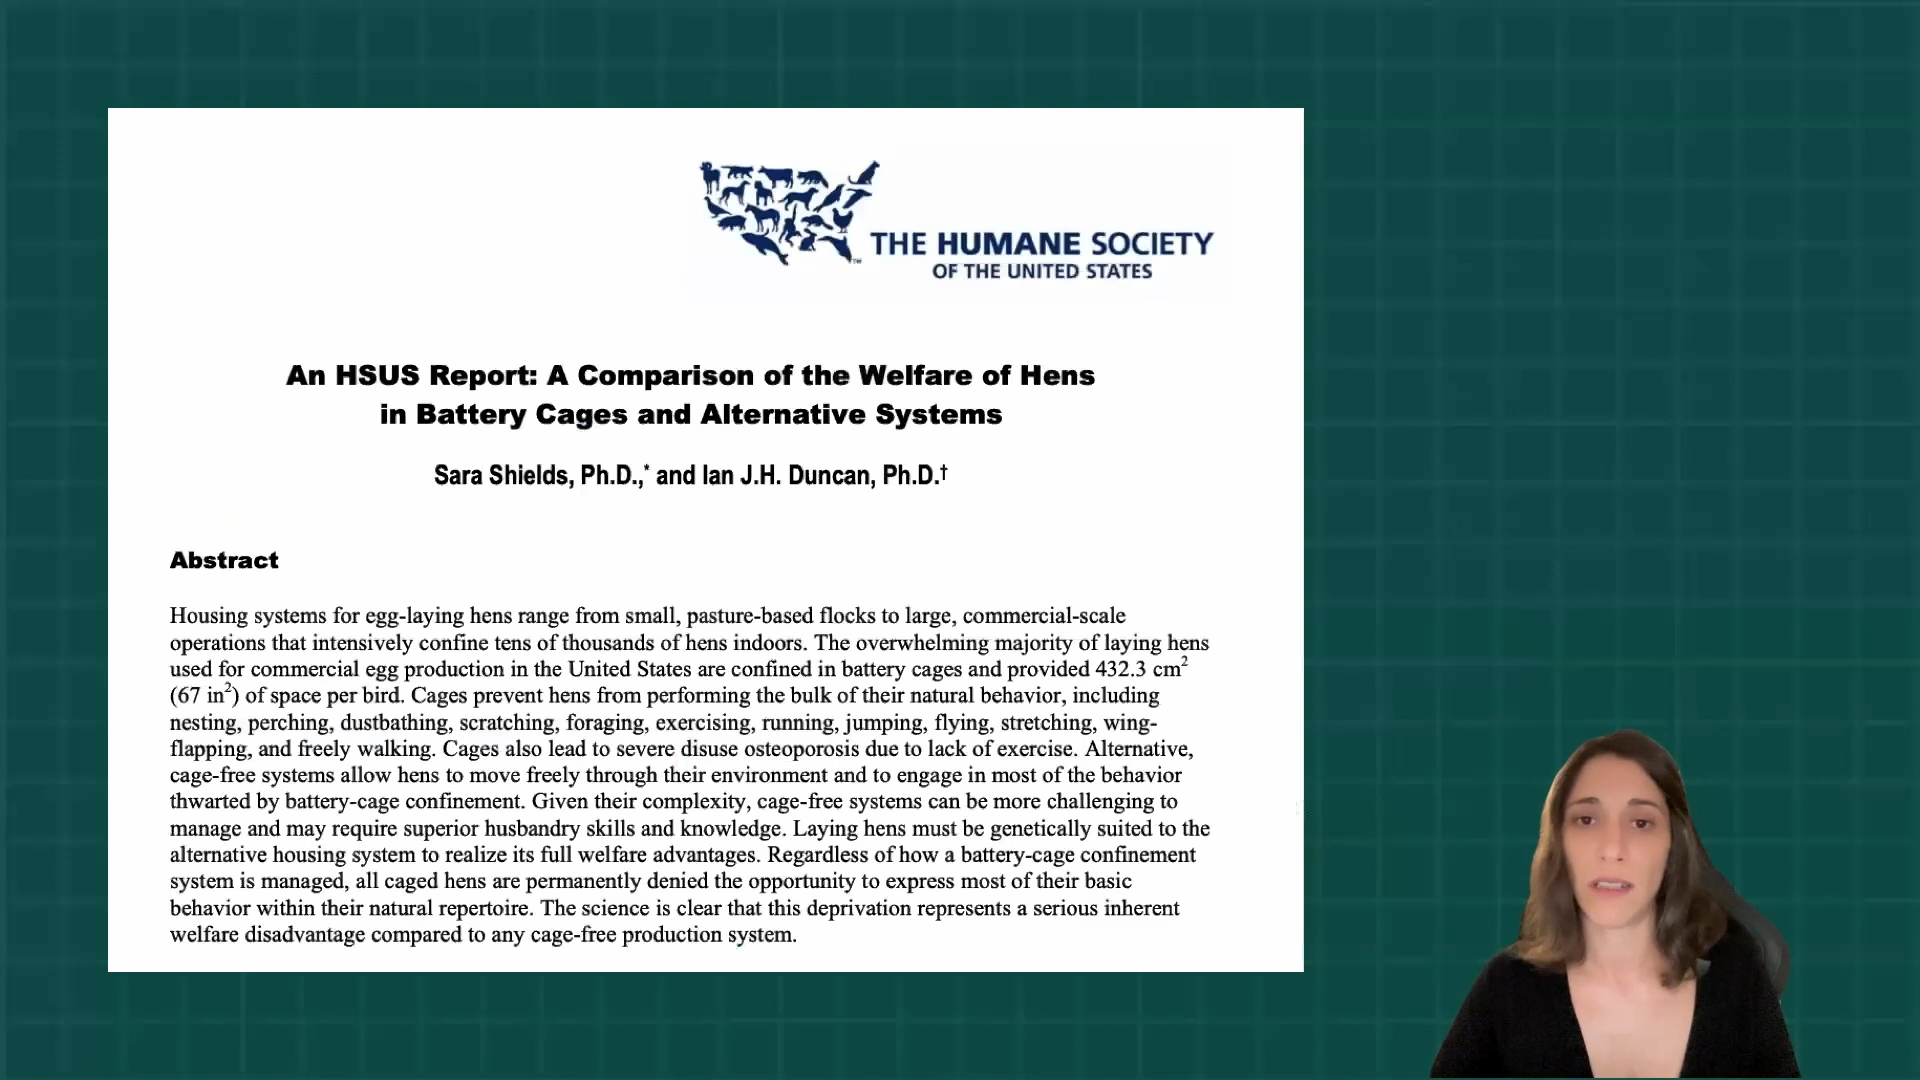 THE HUMANE SOCIETY
OF THE UNITED STATES
TM
An HSUS Report: A Comparison of the Welfare of Hens
in Battery Cages and Alternative Systems
Sara Shields, Ph.D.,* and Ian J.H. Duncan, Ph.D.†
Abstract
Housing systems for egg-laying hens range from small, pasture-based flocks to large, commercial-scale
operations that intensively confine tens of thousands of hens indoors. The overwhelming majority of laying hens
used for commercial egg production in the United States are confined in battery cages and provided 432.3 cm²
(67 in²) of space per bird. Cages prevent hens from performing the bulk of their natural behavior, including
nesting, perching, dustbathing, scratching, foraging, exercising, running, jumping, flying, stretching, wing-
flapping, and freely walking. Cages also lead to severe disuse osteoporosis due to lack of exercise. Alternative,
cage-free systems allow hens to move freely through their environment and to engage in most of the behavior
thwarted by battery-cage confinement. Given their complexity, cage-free systems can be more challenging to
manage and may require superior husbandry skills and knowledge. Laying hens must be genetically suited to the
alternative housing system to realize its full welfare advantages. Regardless of how a battery-cage confinement
system is managed, all caged hens are permanently denied the opportunity to express most of their basic
behavior within their natural repertoire. The science is clear that this deprivation represents a serious inherent
welfare disadvantage compared to any cage-free production system.